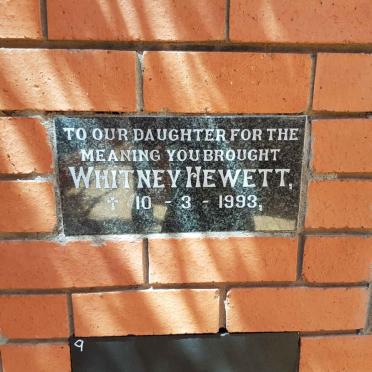 TO OUR DAUGHTER FOR THE
MEANING YOU BROUGHT
WHITNEY HEWETT,
† 10 - 3 - 1993,
9